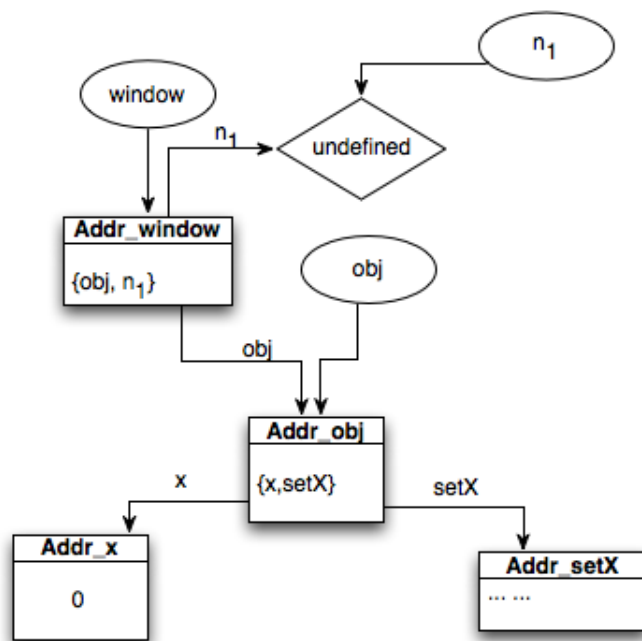 n₁
window
n₁
undefined
Addr_window
{obj, n₁}
obj
obj
Addr_obj
{x,setX}
x
setX
Addr_x
0
Addr_setX
... ...